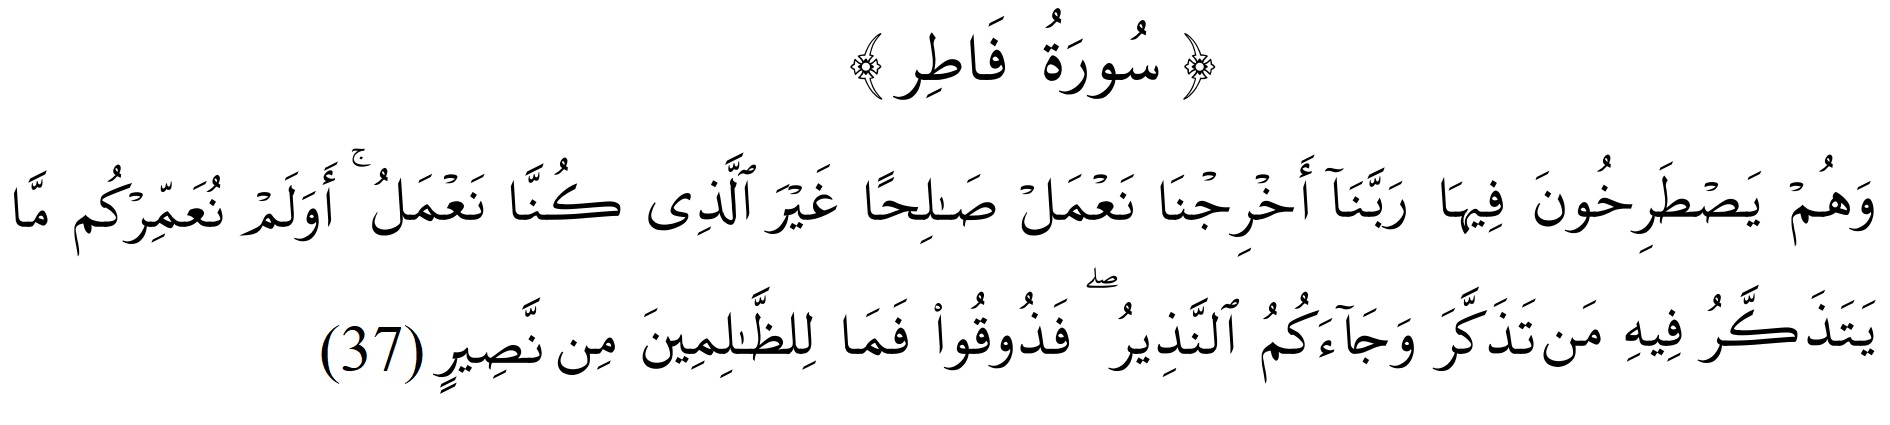 ﴿ سُورَةُ فَاطِر ﴾
وَهُمۡ يَصۡطَرِخُونَ فِيهَا رَبَّنَآ أَخۡرِجۡنَا نَعۡمَلۡ صَٰلِحًا غَيۡرَ ٱلَّذِى كُنَّا نَعۡمَلُۚ أَوَلَمۡ نُعَمِّرۡكُم مَّا
يَتَذَكَّرُ فِيهِ مَن تَذَكَّرَ وَجَآءَكُمُ ٱلنَّذِيرُۖ فَذُوقُواْ فَمَا لِلظَّٰلِمِينَ مِن نَّصِيرٍ (37)